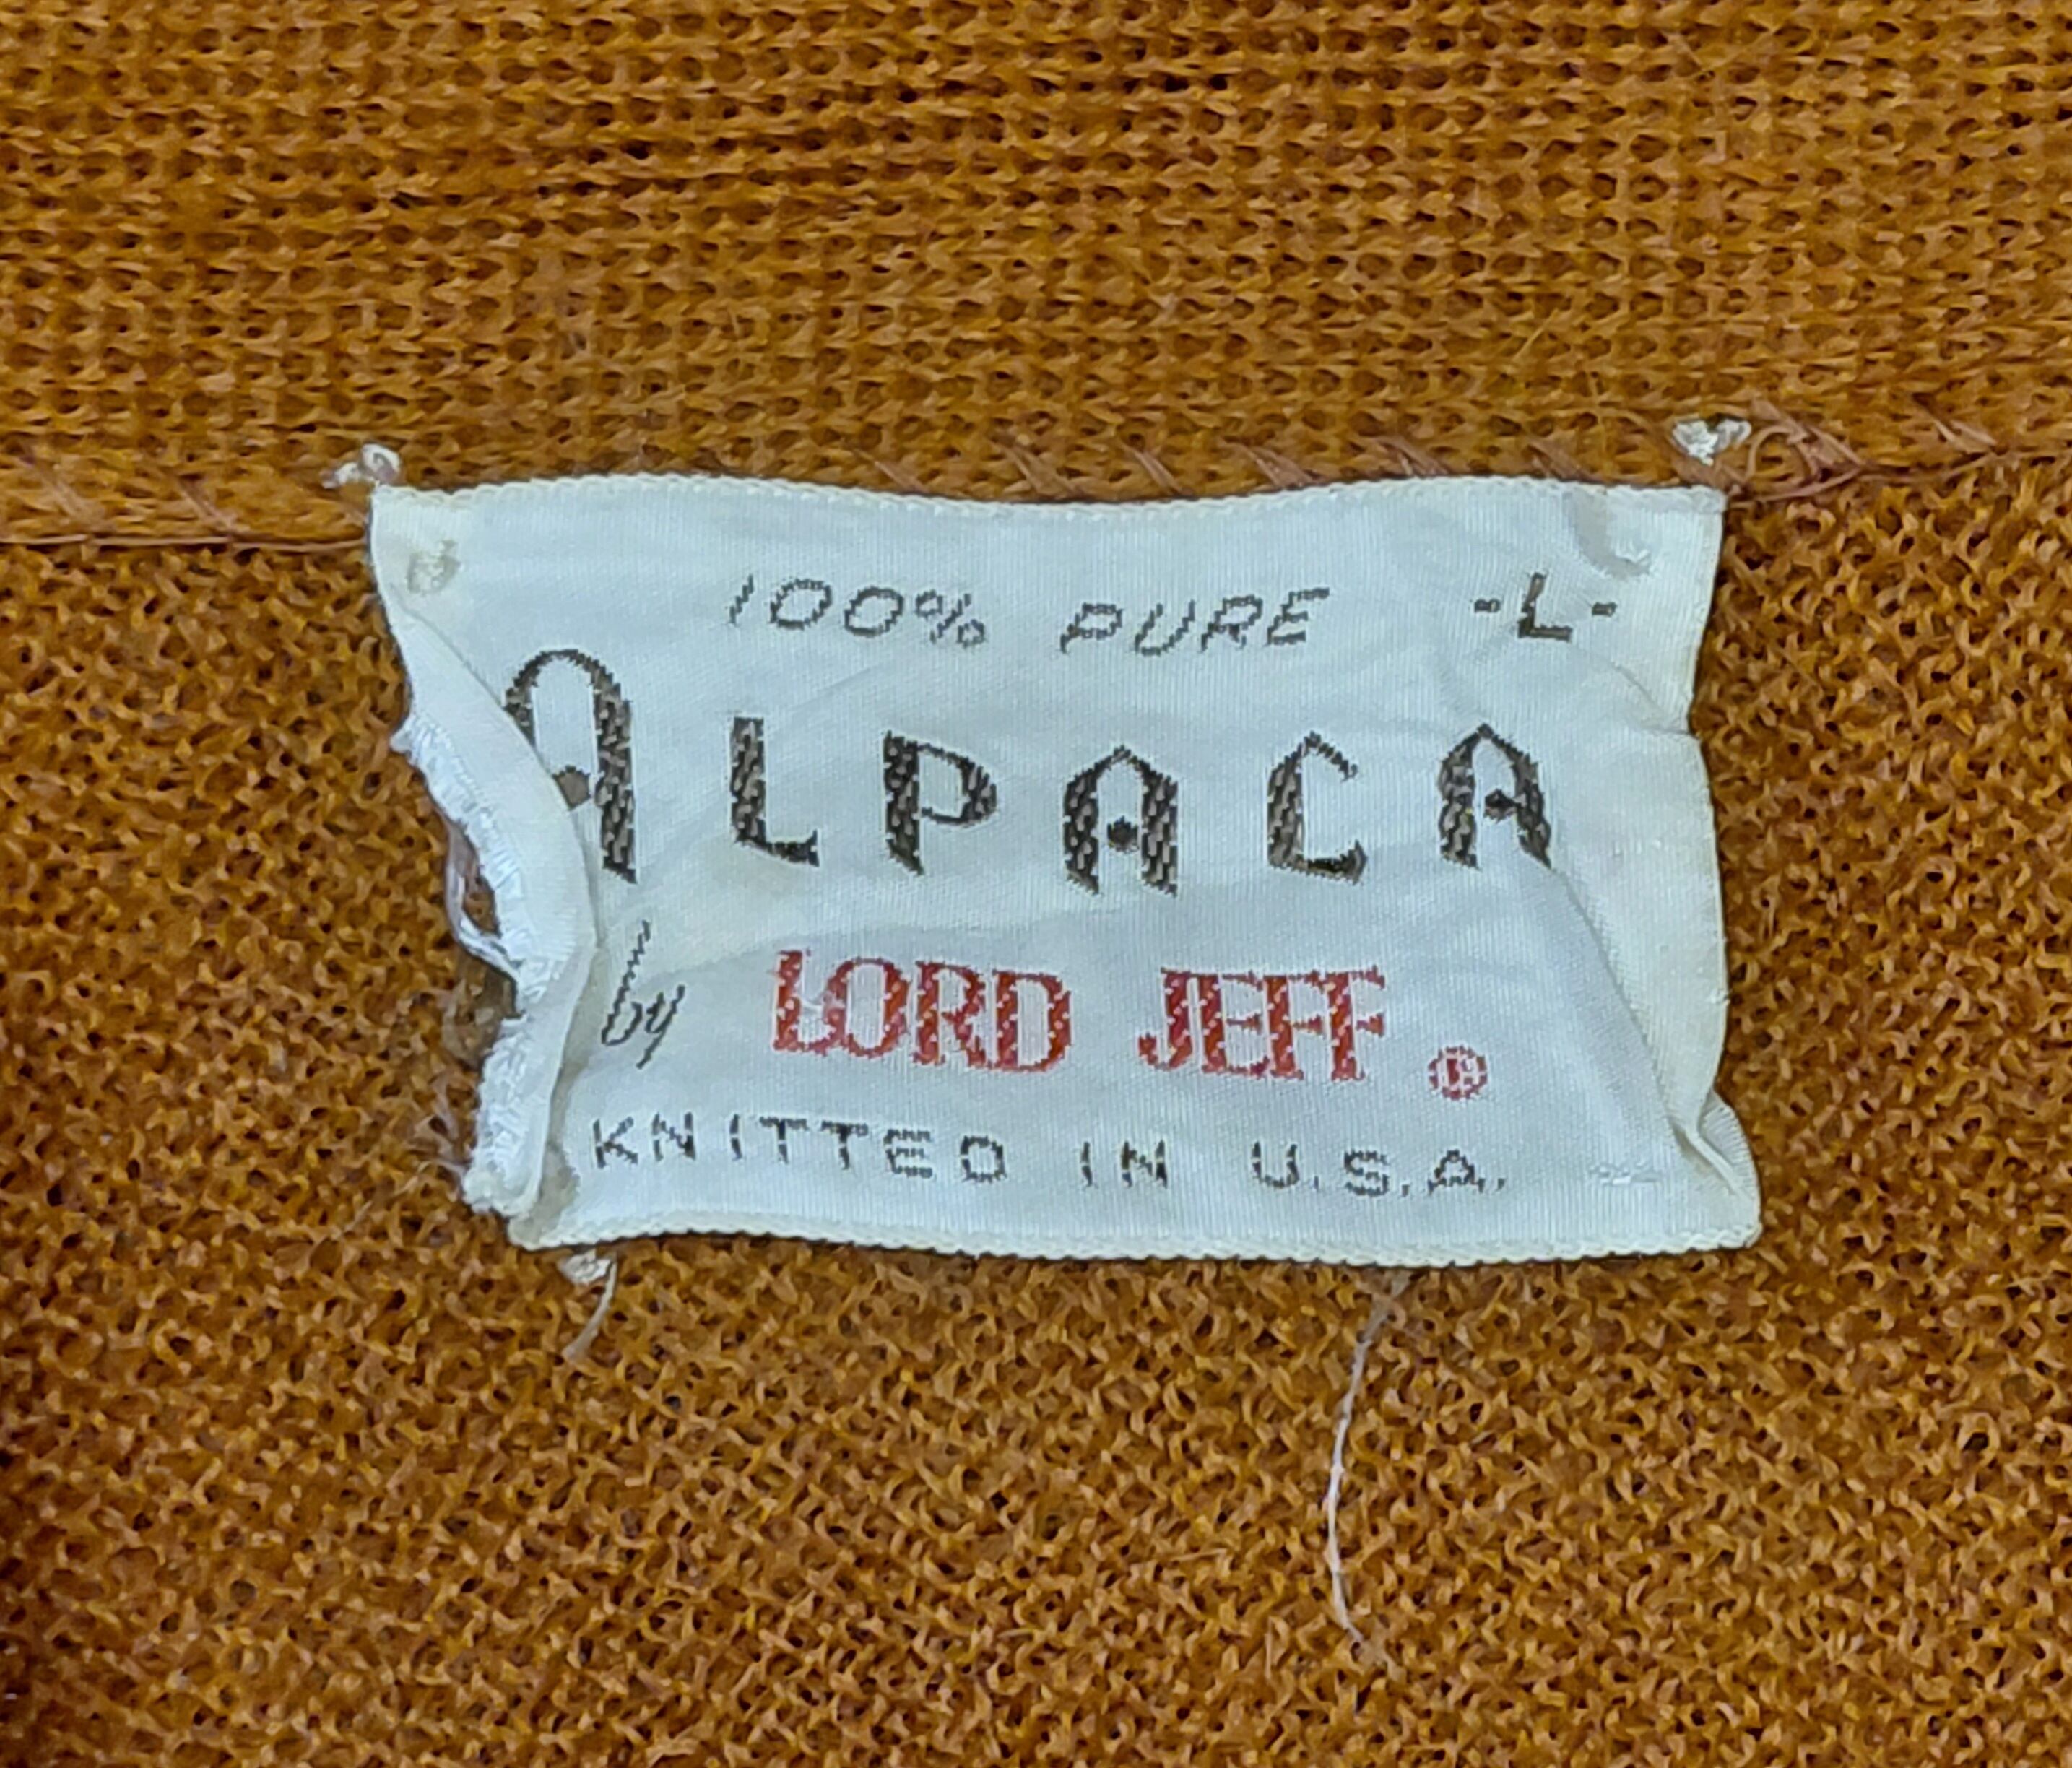 100% PURE -L-
ALPACA
by LORD JEFF ®
KNITTED IN U.S.A.